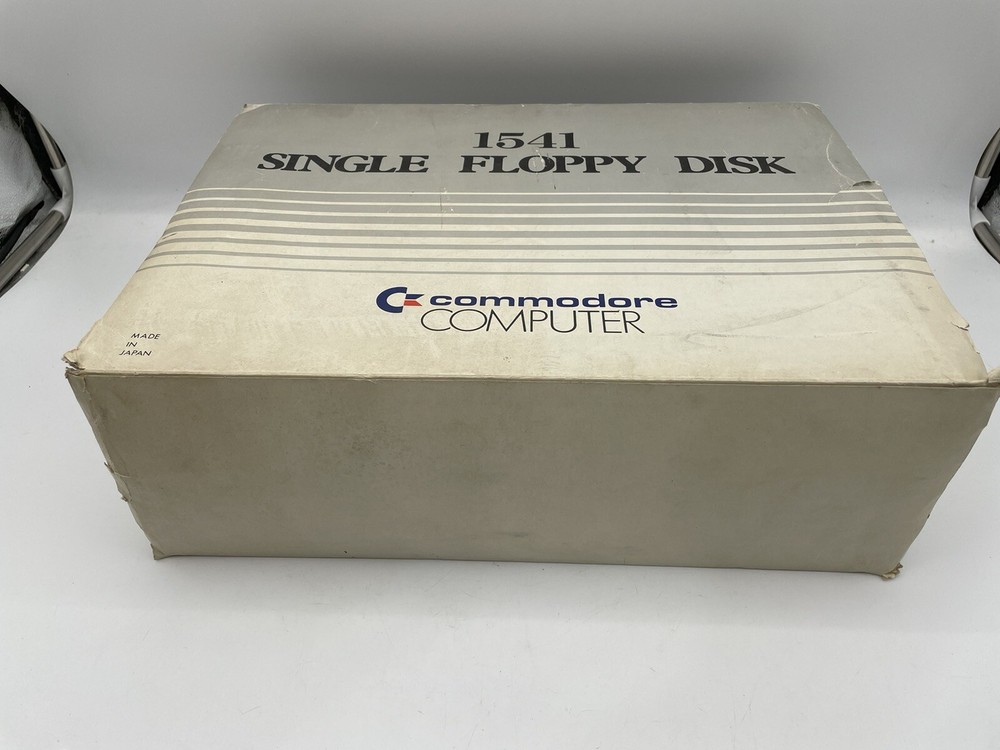 1541
SINGLE FLOPPY DISK
commodore
COMPUTER
MADE
IN
JAPAN